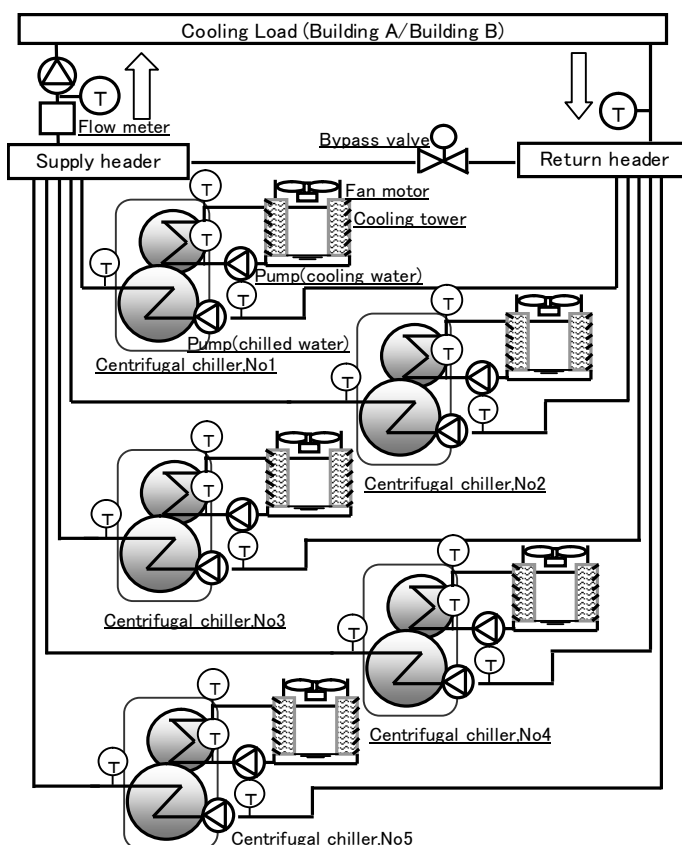 Cooling Load (Building A/Building B)
T
T
Flow meter
Bypass valve
Supply header
Return header
T
Fan motor
Cooling tower
T
T
Pump(cooling water)
T
T
Pump(chilled water)
Centrifugal chiller,No1
T
T
T
Centrifugal chiller,No2
T
T
T
T
T
Centrifugal chiller,No3
T
T
T
Centrifugal chiller,No4
T
T
T
T
Centrifugal chiller,No5